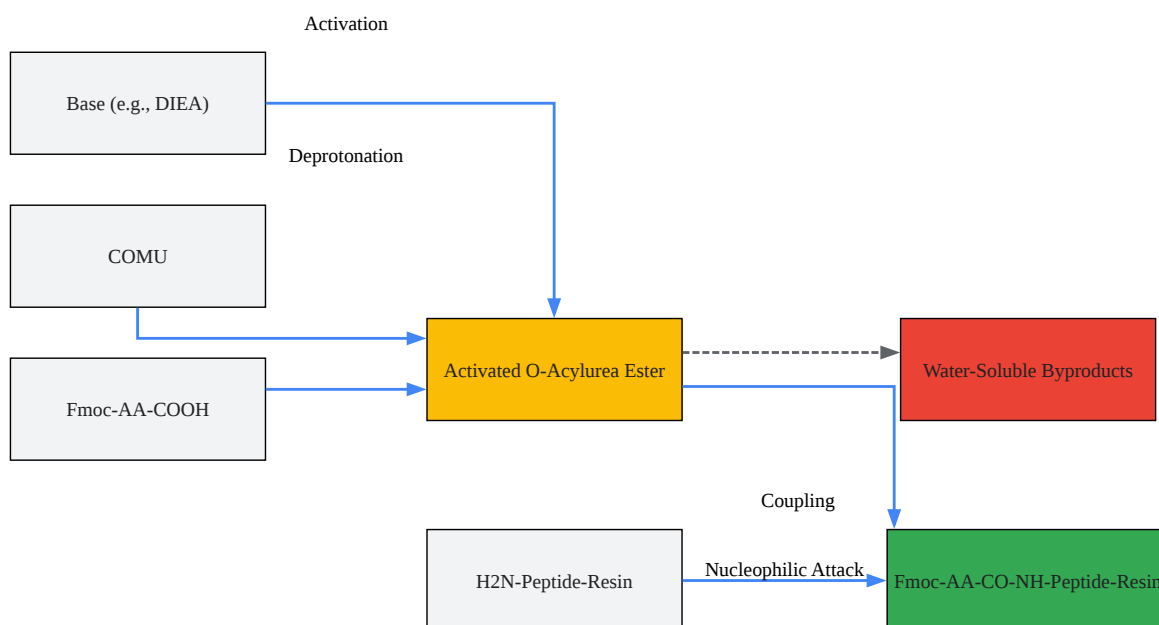 Activation
Base (e.g., DIEA)
Deprotonation
COMU
Activated O-Acylurea Ester
Water-Soluble Byproducts
Fmoc-AA-COOH
Coupling
H2N-Peptide-Resin
Nucleophilic Attack
Fmoc-AA-CO-NH-Peptide-Resin